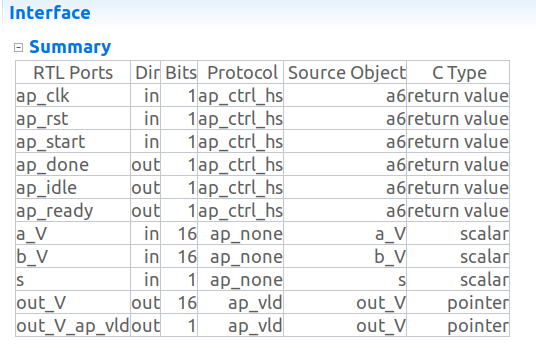 Interface
Summary
RTL Ports Dir Bits Protocol Source Object C Type
ap_clk in 1 ap_ctrl_hs a6 return value
ap_rst in 1 ap_ctrl_hs a6 return value
ap_start in 1 ap_ctrl_hs a6 return value
ap_done out 1 ap_ctrl_hs a6 return value
ap_idle out 1 ap_ctrl_hs a6 return value
ap_ready out 1 ap_ctrl_hs a6 return value
a_V in 16 ap_none a_V scalar
b_V in 16 ap_none b_V scalar
s in 1 ap_none s scalar
out_V out 16 ap_vld out_V pointer
out_V_ap_vld out 1 ap_vld out_V pointer